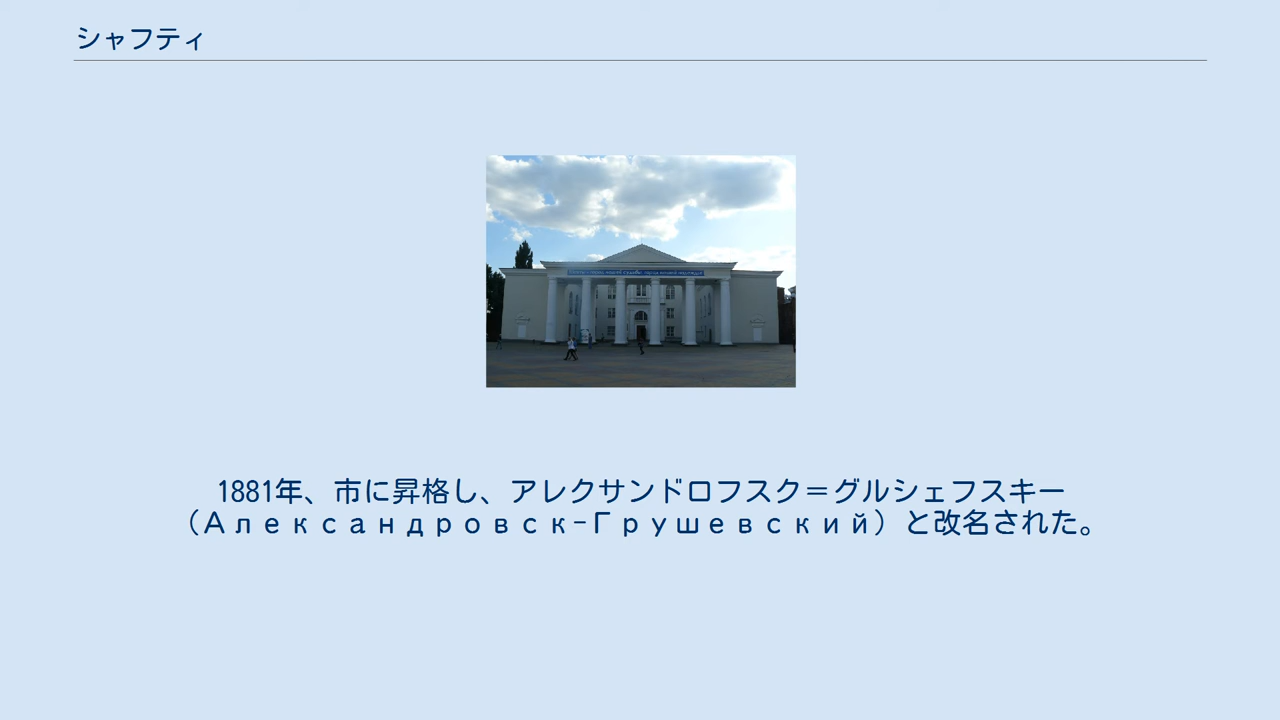 シャフティ
1881年、市に昇格し、アレクサンドロフスク＝グルシェフスキー
（Александровск-Грушевский）と改名された。